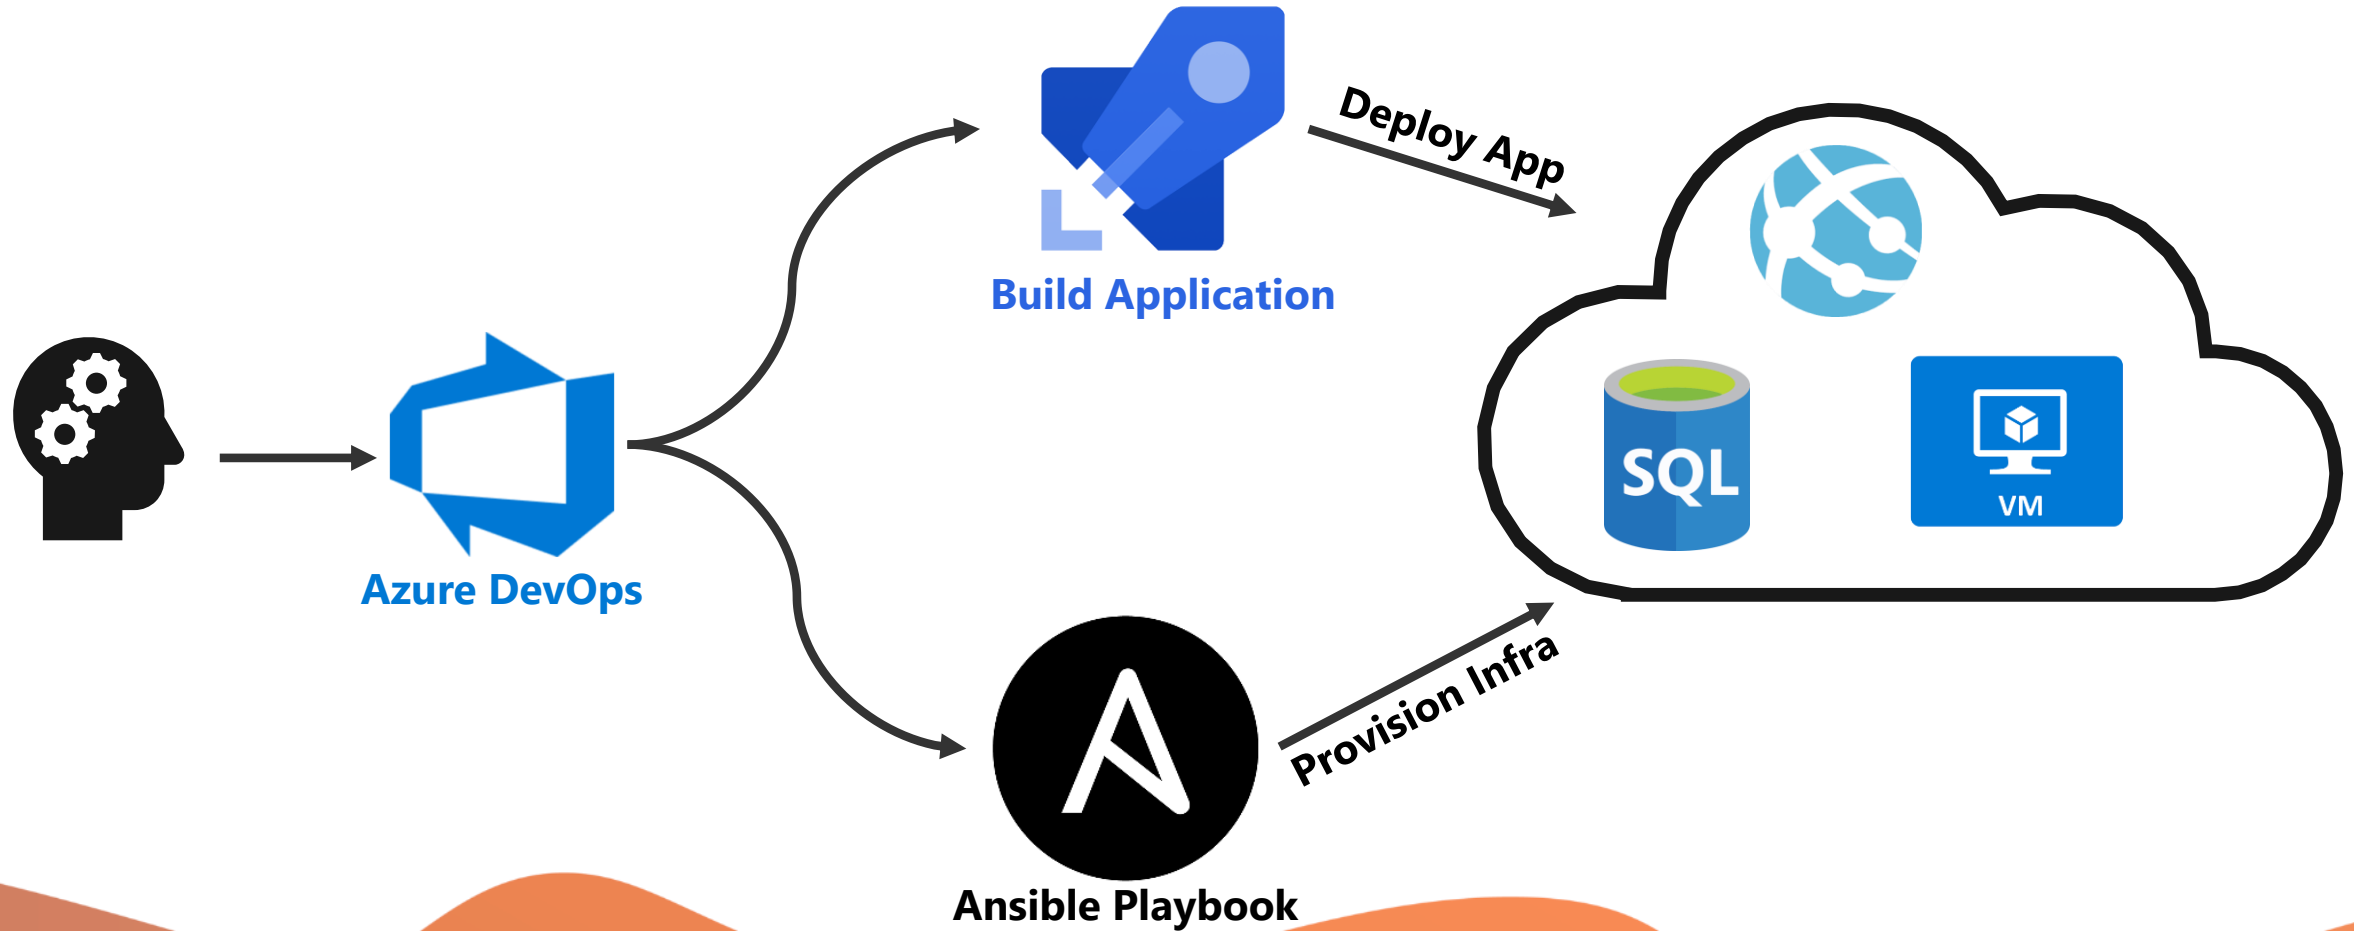 Deploy App
Build Application
SQL
VM
Azure DevOps
Provision Infra
Ansible Playbook